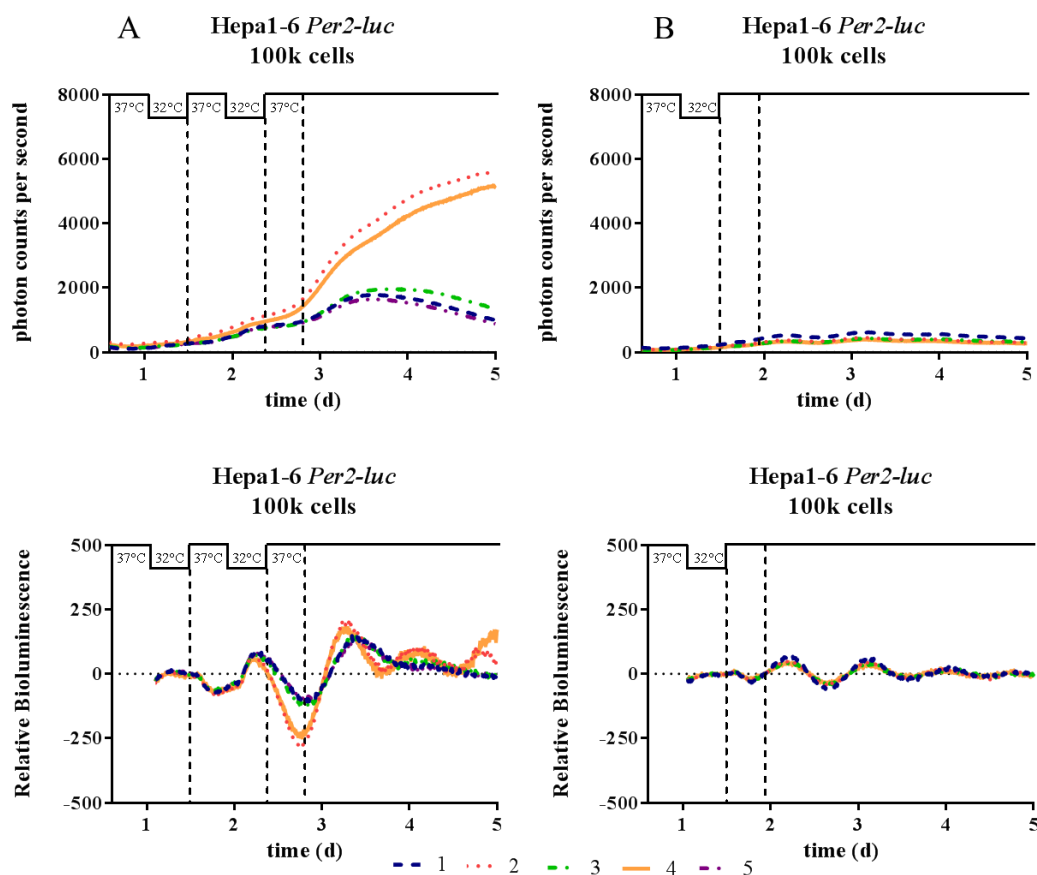 A
Hepa1-6 Per2-luc
100k cells
photon counts per second
8000
6000
4000
2000
0
37°C
32°C
37°C
32°C
37°C
1
2
3
4
5
time (d)
B
Hepa1-6 Per2-luc
100k cells
photon counts per second
8000
6000
4000
2000
0
37°C
32°C
1
2
3
4
5
time (d)
Hepa1-6 Per2-luc
100k cells
Relative Bioluminescence
500
250
0
-250
-500
37°C
32°C
37°C
32°C
37°C
1
2
3
4
5
time (d)
Hepa1-6 Per2-luc
100k cells
Relative Bioluminescence
500
250
0
-250
-500
37°C
32°C
1
2
3
4
5
time (d)
1
2
3
4
5